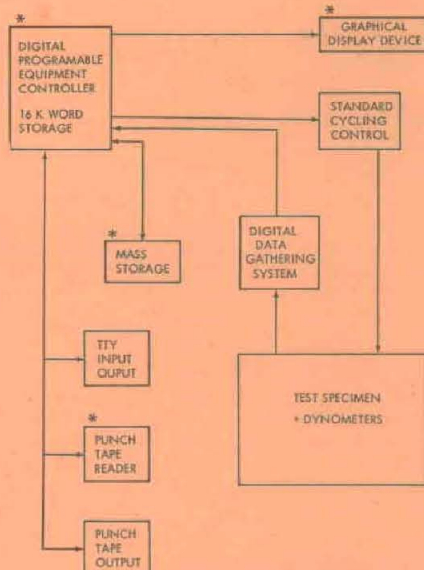 *
DIGITAL
PROGRAMABLE
EQUIPMENT
CONTROLLER
16 K WORD
STORAGE
*
GRAPHICAL
DISPLAY DEVICE
STANDARD
CYCLING
CONTROL
*
MASS
STORAGE
DIGITAL
DATA
GATHERING
SYSTEM
TTY
INPUT
OUPUT
TEST SPECIMEN
+ DYNOMETERS
*
PUNCH
TAPE
READER
PUNCH
TAPE
OUTPUT